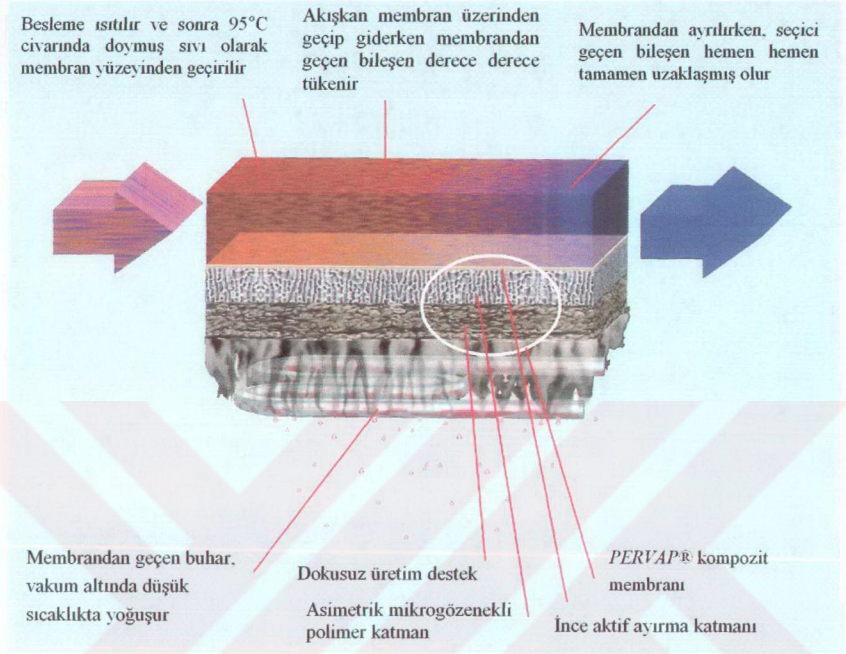 Besleme ısıtılır ve sonra 95°C
civarında doymuş sıvı olarak
membran yüzeyinden geçirilir
Akışkan membran üzerinden
geçip giderken membrandan
geçen bileşen derece derece
tükenir
Membrandan ayrılırken, seçici
geçen bileşen hemen hemen
tamamen uzaklaşmış olur
Membrandan geçen buhar,
vakum altında düşük
sıcaklıkta yoğuşur
Dokusuz üretim destek
Asimetrik mikrogözenekli
polimer katman
PERVAP® kompozit
membranı
İnce aktif ayırma katmanı